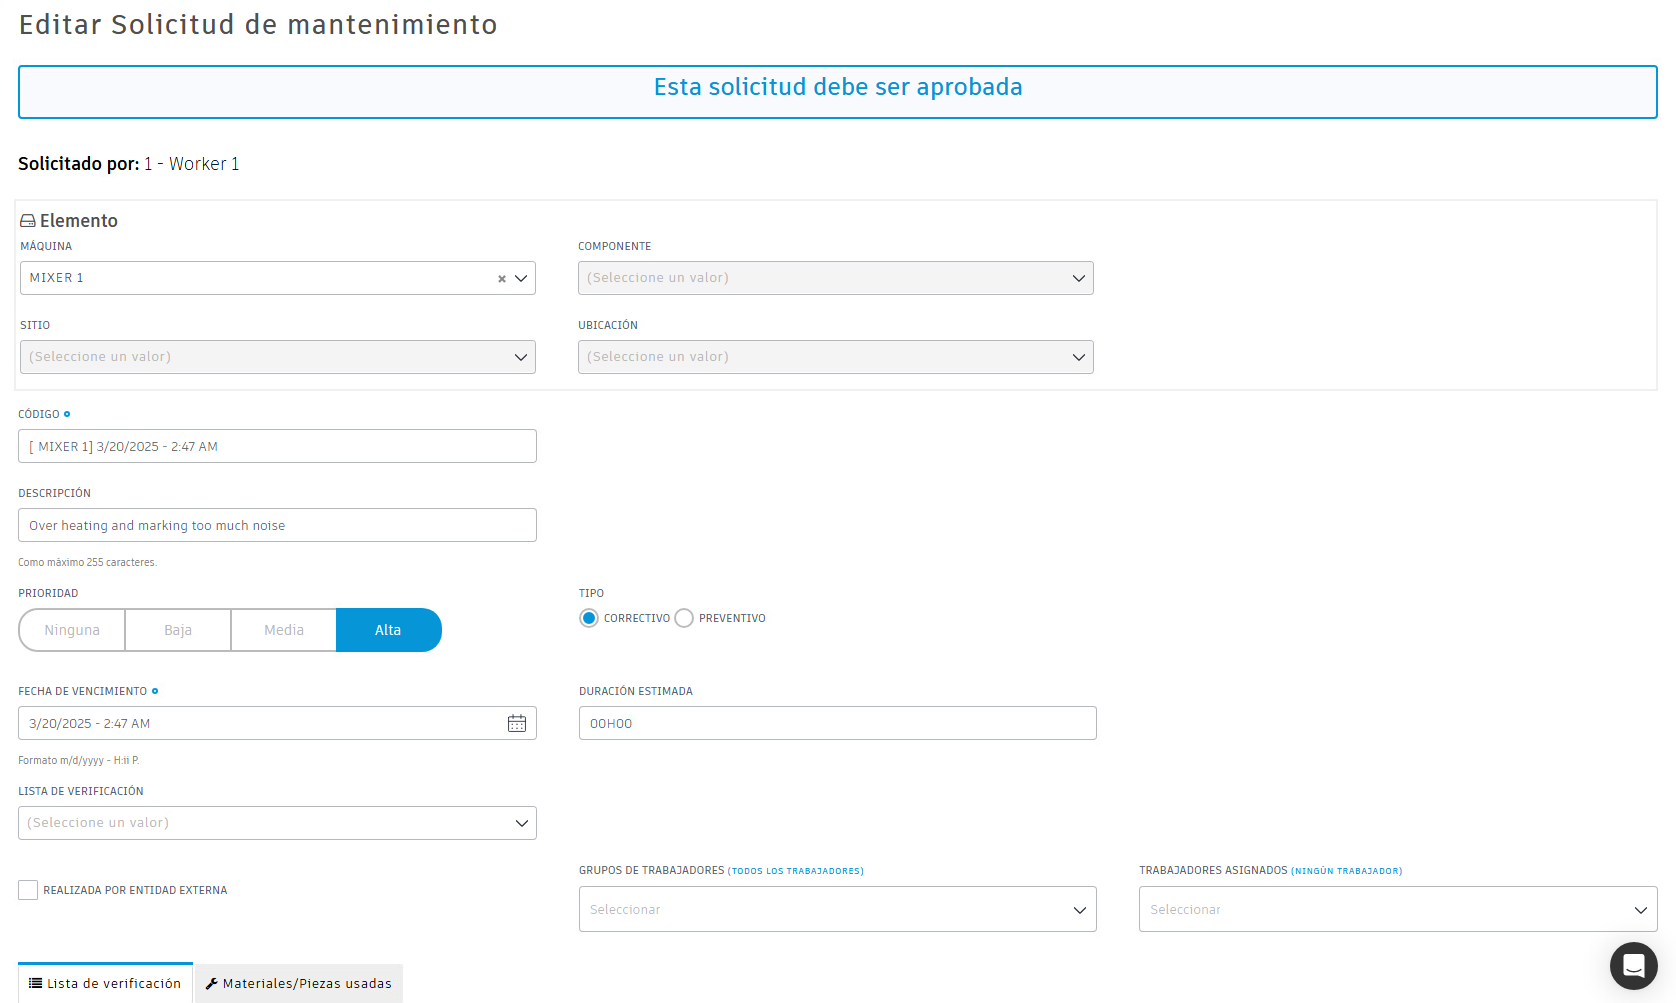 Editar Solicitud de mantenimiento
Esta solicitud debe ser aprobada
Solicitado por: 1 - Worker 1
Elemento
MÁQUINA
COMPONENTE
MIXER 1
(Seleccione un valor)
SITIO
UBICACIÓN
(Seleccione un valor)
(Seleccione un valor)
CÓDIGO
[ MIXER 1] 3/20/2025 - 2:47 AM
DESCRIPCIÓN
Over heating and marking too much noise
Como máximo 255 caracteres.
PRIORIDAD
TIPO
Ninguna
Baja
Media
Alta
CORRECTIVO
PREVENTIVO
FECHA DE VENCIMIENTO
DURACIÓN ESTIMADA
3/20/2025 - 2:47 AM
00H00
Formato m/d/yyyy - H:ii P.
LISTA DE VERIFICACIÓN
(Seleccione un valor)
GRUPOS DE TRABAJADORES (TODOS LOS TRABAJADORES)
TRABAJADORES ASIGNADOS (NINGÚN TRABAJADOR)
REALIZADA POR ENTIDAD EXTERNA
Seleccionar
Seleccionar
Lista de verificación
Materiales/Piezas usadas